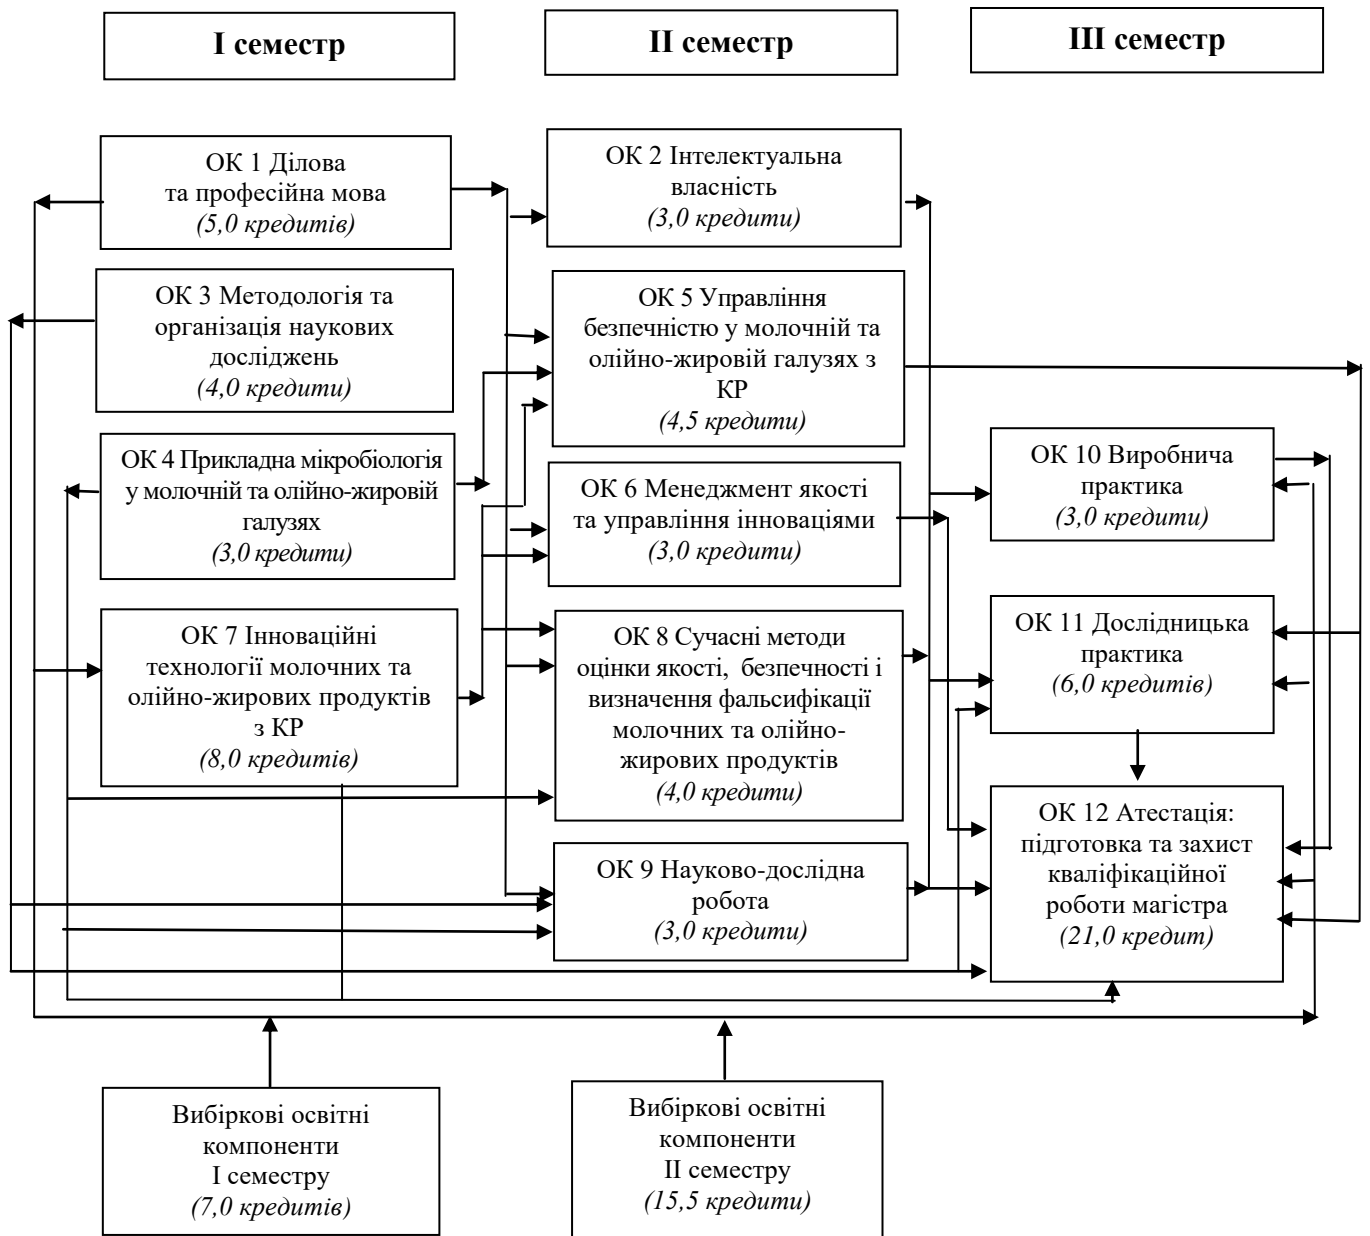 I семестр
II семестр
III семестр
ОК 1 Ділова
та професійна мова
(5,0 кредитів)
ОК 2 Інтелектуальна
власність
(3,0 кредити)
ОК 3 Методологія та
організація наукових
досліджень
(4,0 кредити)
ОК 5 Управління
безпечністю у молочній та
олійно-жировій галузях з
КР
(4,5 кредити)
ОК 4 Прикладна мікробіологія
у молочній та олійно-жировій
галузях
(3,0 кредити)
ОК 6 Менеджмент якості
та управління інноваціями
(3,0 кредити)
ОК 10 Виробнича
практика
(3,0 кредити)
ОК 7 Інноваційні
технології молочних та
олійно-жирових продуктів
з КР
(8,0 кредитів)
ОК 8 Сучасні методи
оцінки якості, безпечності і
визначення фальсифікації
молочних та олійно-
жирових продуктів
(4,0 кредити)
ОК 11 Дослідницька
практика
(6,0 кредитів)
ОК 9 Науково-дослідна
робота
(3,0 кредити)
ОК 12 Атестація:
підготовка та захист
кваліфікаційної
роботи магістра
(21,0 кредит)
Вибіркові освітні
компоненти
I семестру
(7,0 кредитів)
Вибіркові освітні
компоненти
II семестру
(15,5 кредити)